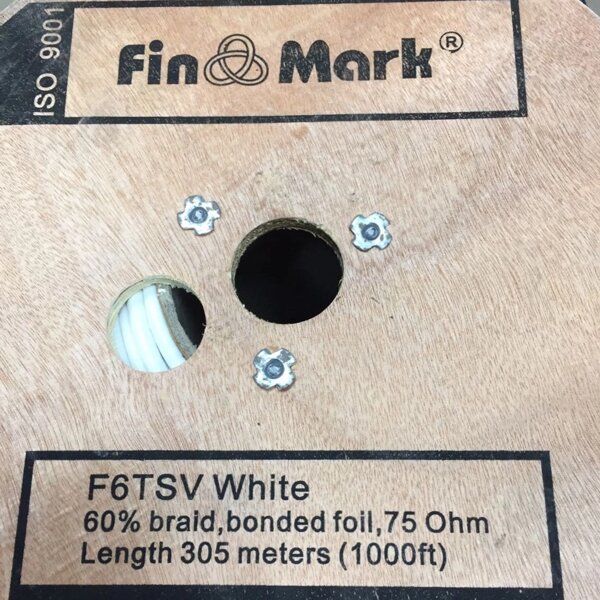 ISO 9001
Fin Mark®
F6TSV White
60% braid,bonded foil,75 Ohm
Length 305 meters (1000ft)